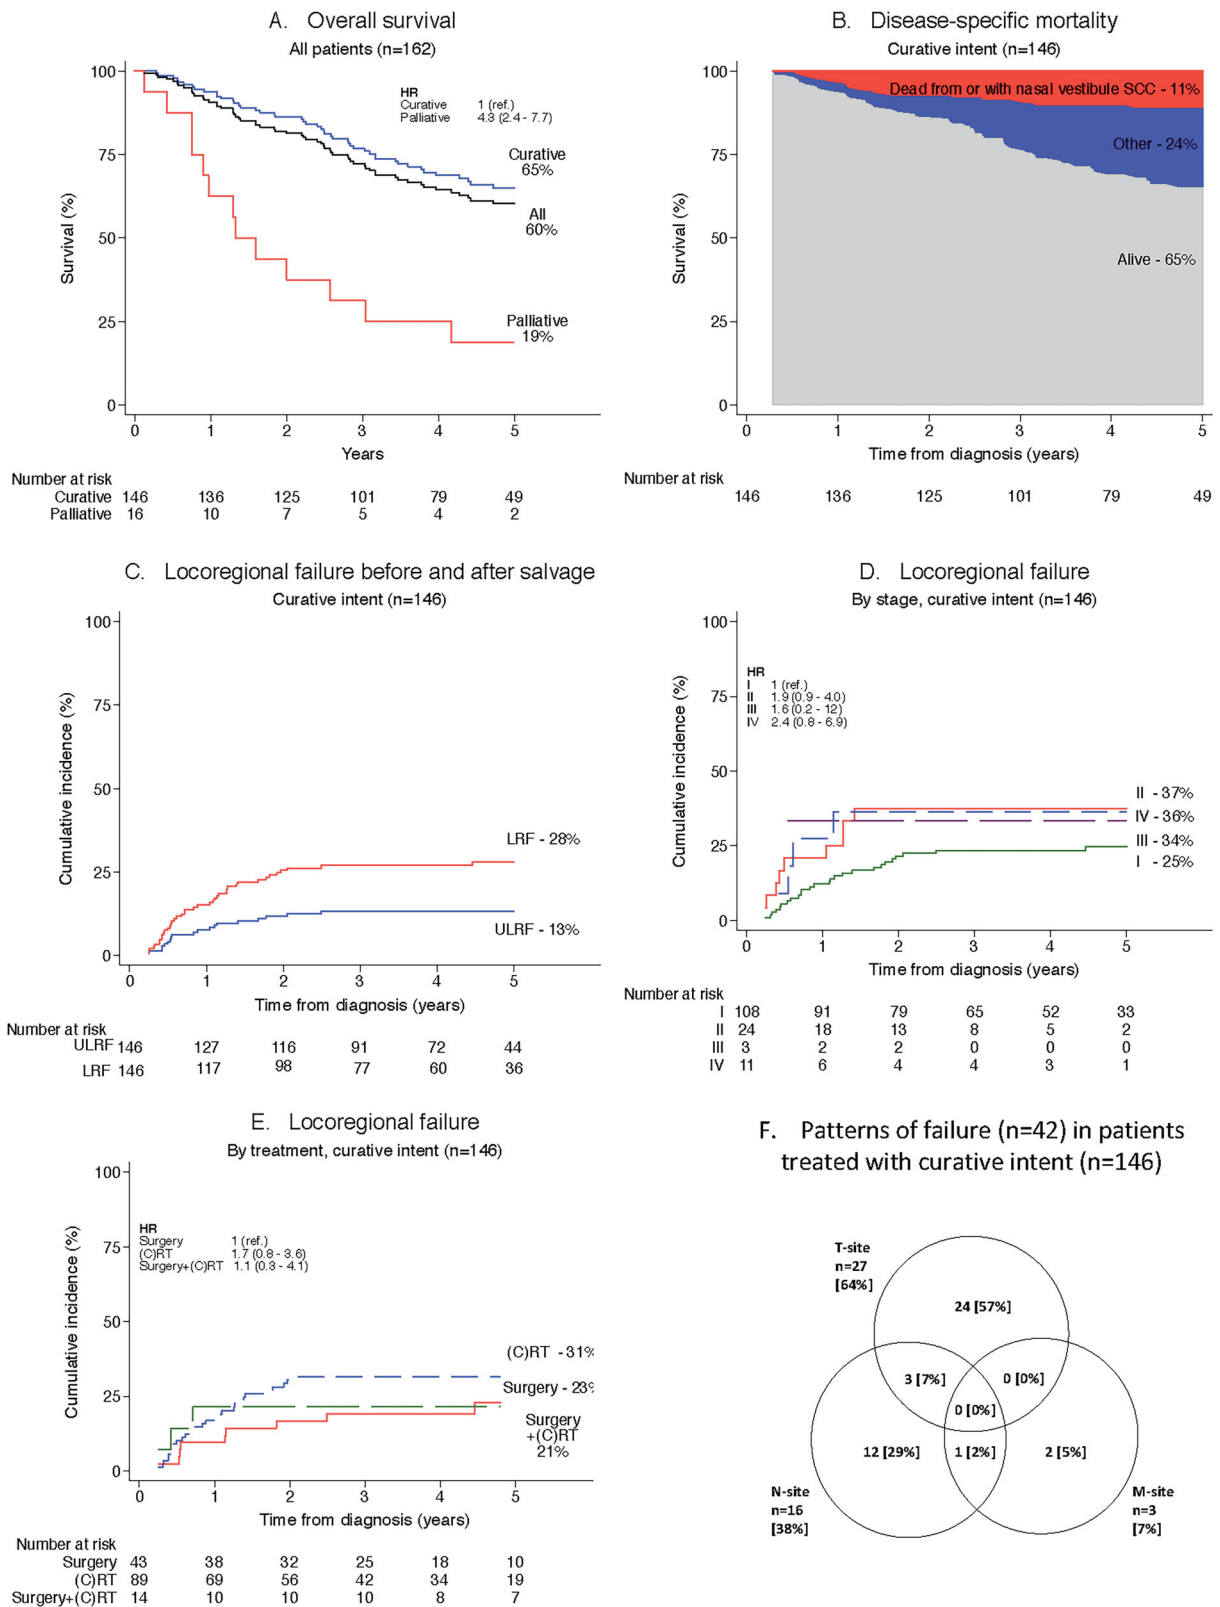 A. Overall survival
All patients (n=162)
HR
Curative 1 (ref.)
Palliative 4.3 (2.4 - 7.7)
Survival (%)
100
75
50
25
0
Curative
65%
All
60%
Palliative
19%
0 1 2 3 4 5
Years
Number at risk
Curative 146 136 125 101 79 49
Palliative 16 10 7 5 4 2
B. Disease-specific mortality
Curative intent (n=146)
Survival (%)
100
75
50
25
0
Dead from or with nasal vestibule SCC - 11%
Other - 24%
Alive - 65%
0 1 2 3 4 5
Time from diagnosis (years)
Number at risk
146 136 125 101 79 49
C. Locoregional failure before and after salvage
Curative intent (n=146)
Cumulative incidence (%)
100
75
50
25
0
LRF - 28%
ULRF - 13%
0 1 2 3 4 5
Time from diagnosis (years)
Number at risk
ULRF 146 127 116 91 72 44
LRF 146 117 98 77 60 36
D. Locoregional failure
By stage, curative intent (n=146)
HR
I 1 (ref.)
II 1.9 (0.9 - 4.0)
III 1.6 (0.2 - 12)
IV 2.4 (0.8 - 6.9)
Cumulative incidence (%)
100
75
50
25
0
II - 37%
IV - 36%
III - 34%
I - 25%
0 1 2 3 4 5
Time from diagnosis (years)
Number at risk
I 108 91 79 65 52 33
II 24 18 13 8 5 2
III 3 2 2 0 0 0
IV 11 6 4 4 3 1
E. Locoregional failure
By treatment, curative intent (n=146)
HR
Surgery 1 (ref.)
(C)RT 1.7 (0.8 - 3.6)
Surgery+(C)RT 1.1 (0.3 - 4.1)
Cumulative incidence (%)
100
75
50
25
0
(C)RT - 31%
Surgery - 23%
Surgery
+(C)RT
21%
0 1 2 3 4 5
Time from diagnosis (years)
Number at risk
Surgery 43 38 32 25 18 10
(C)RT 89 69 56 42 34 19
Surgery+(C)RT 14 10 10 10 8 7
F. Patterns of failure (n=42) in patients
treated with curative intent (n=146)
T-site
n=27
[64%]
24 [57%]
3 [7%]
0 [0%]
0 [0%]
12 [29%]
1 [2%]
2 [5%]
N-site
n=16
[38%]
M-site
n=3
[7%]